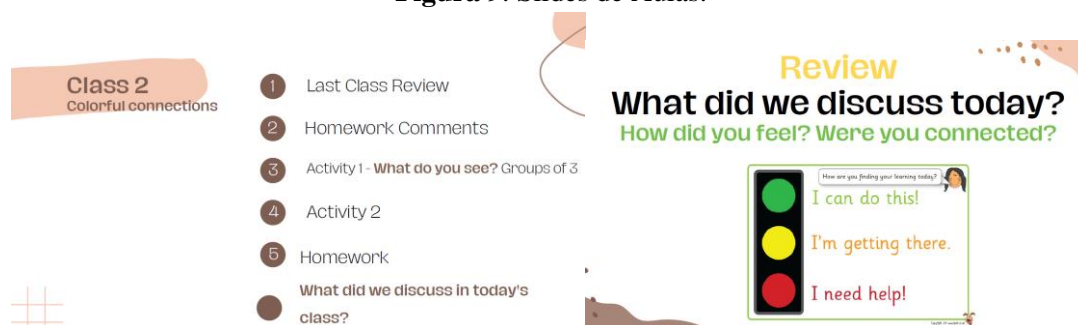 Class 2
Colorful connections
1 Last Class Review
2 Homework Comments
3 Activity 1 - What do you see? Groups of 3
4 Activity 2
5 Homework
What did we discuss in today's
class?
Review
What did we discuss today?
How did you feel? Were you connected?
How are you finding your learning today?
I can do this!
I'm getting there.
I need help!